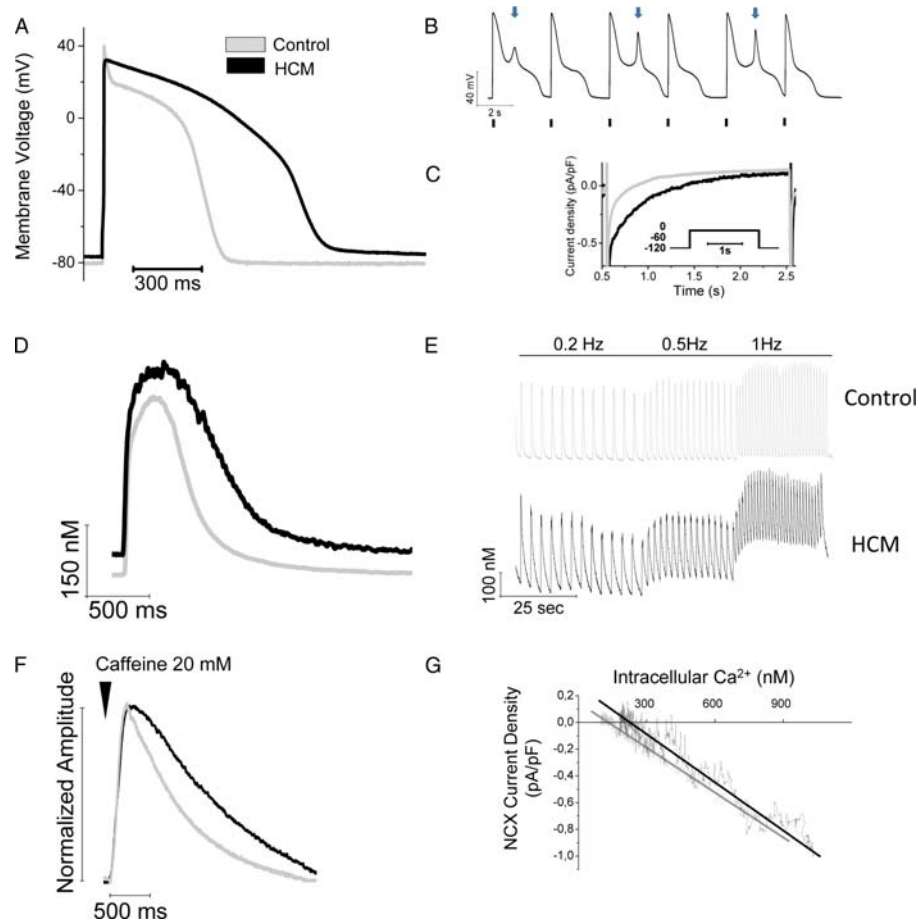 A
Membrane Voltage (mV)
40
0
-40
-80
Control
HCM
300 ms
B
40 mV
2 s
C
Current density (pA/pF)
0.0
-0.5
0
-60
-120
1s
0.5 1.0 1.5 2.0 2.5
Time (s)
D
150 nM
500 ms
E
0.2 Hz 0.5Hz 1Hz
Control
HCM
100 nM
25 sec
F
Caffeine 20 mM
Normalized Amplitude
500 ms
G
Intracellular Ca²⁺ (nM)
300 600 900
NCX Current Density
(pA/pF)
0,2
0,0
-0,2
-0,4
-0,6
-0,8
-1,0